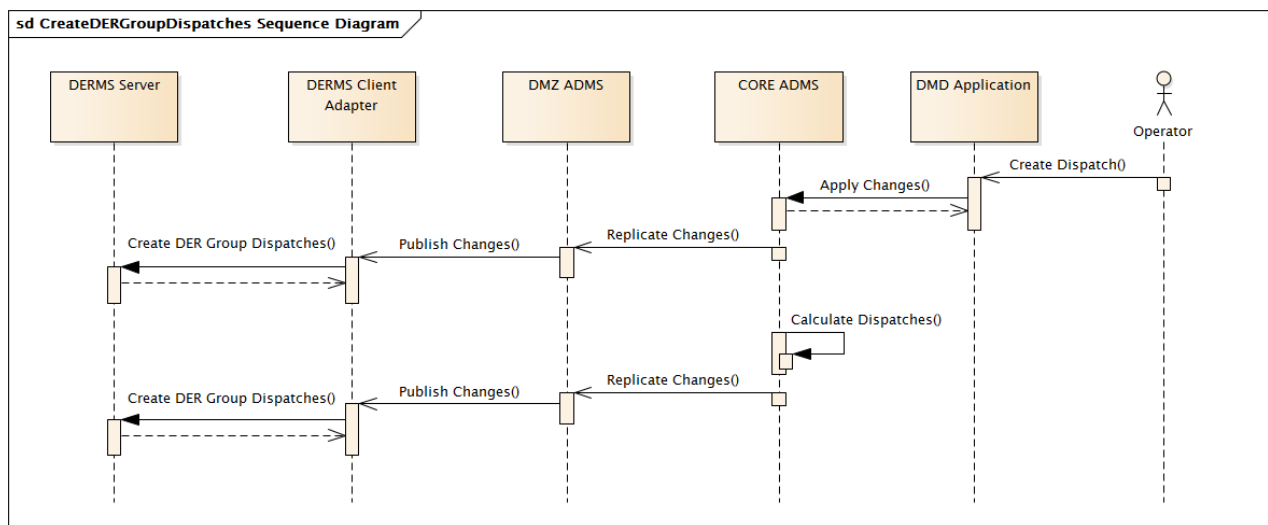 sd CreateDERGroupDispatches Sequence Diagram
DERMS Server
DERMS Client
Adapter
DMZ ADMS
CORE ADMS
DMD Application
Operator
Create Dispatch()
Apply Changes()
Replicate Changes()
Publish Changes()
Create DER Group Dispatches()
Calculate Dispatches()
Replicate Changes()
Publish Changes()
Create DER Group Dispatches()